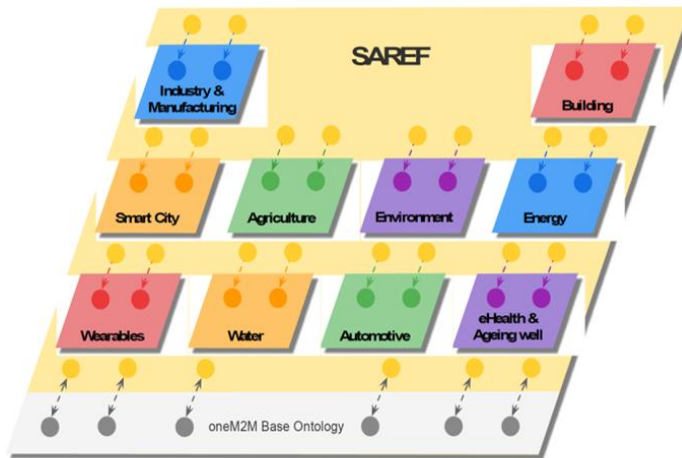 SAREF
Industry &
Manufacturing
Building
Smart City
Agriculture
Environment
Energy
Wearables
Water
Automotive
eHealth &
Ageing well
oneM2M Base Ontology